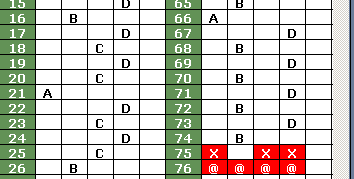 15 D 65 B
16 B 66 A
17 D 67 D
18 C 68 B
19 D 69 D
20 C 70 B
21 A 71 D
22 D 72 B
23 C 73 D
24 D 74 B
25 C 75 X X X
26 B 76 @ @ @ @